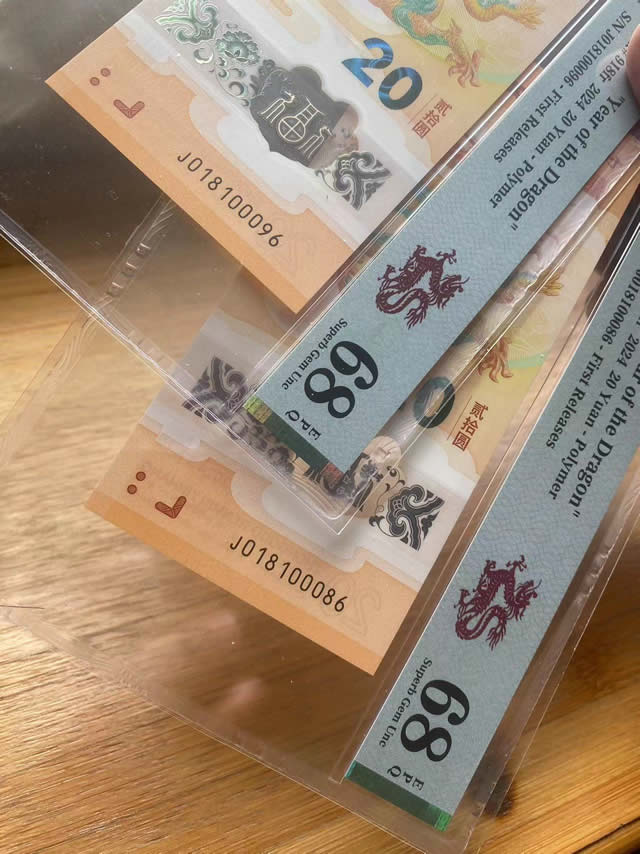 20
贰拾圆
福
J018100096
S/N J018100096 - First Releases
2024 20 Yuan - Polymer
"Year of the Dragon"
68
Superb Gem Unc
EPQ
0
贰拾圆
J018100086
018100086 - First Releases
2024 20 Yuan - Polymer
of the Dragon"
68
Superb Gem Unc
EPQ